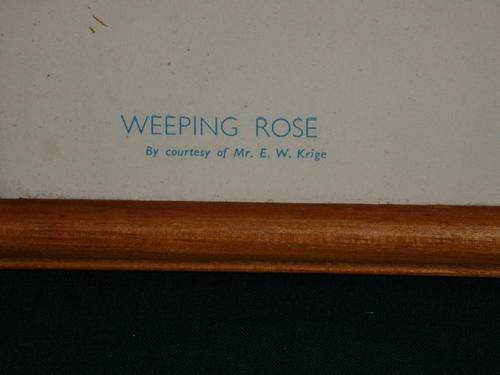 WEEPING ROSE
By courtesy of Mr. E. W. Krige